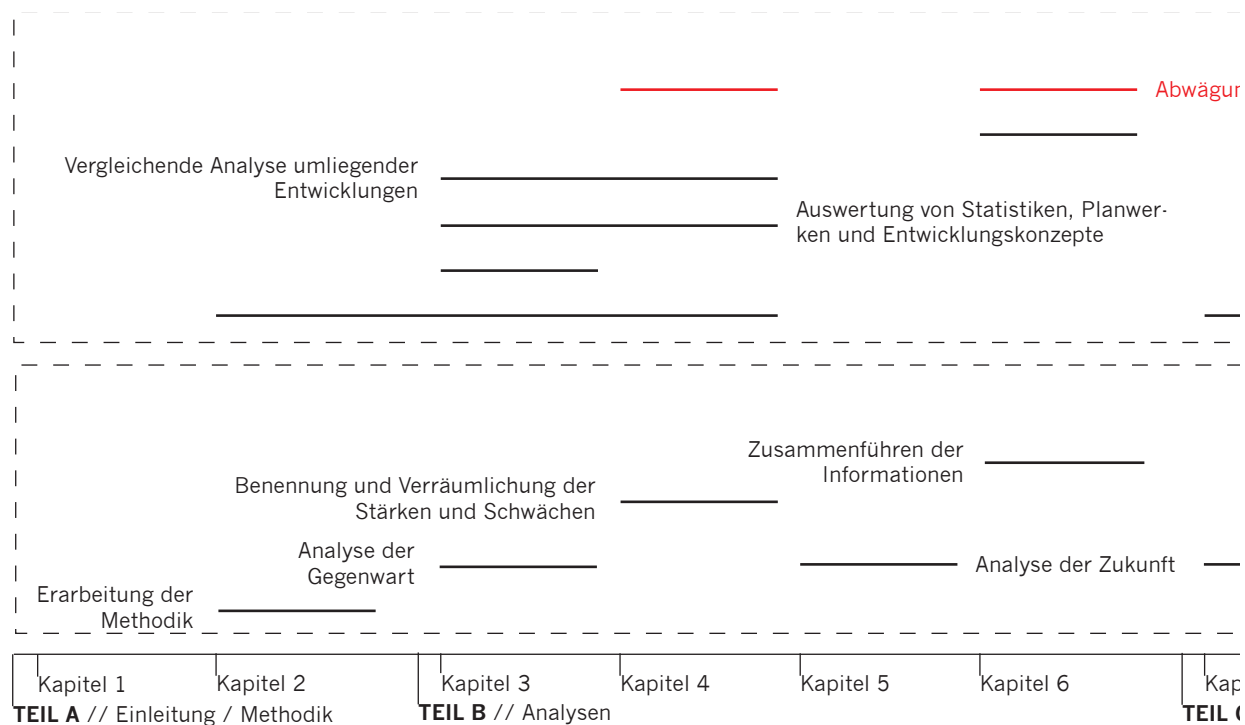 Abwägun
Vergleichende Analyse umliegender
Entwicklungen
Auswertung von Statistiken, Planwer-
ken und Entwicklungskonzepte
Zusammenführen der
Informationen
Benennung und Verräumlichung der
Stärken und Schwächen
Analyse der
Gegenwart
Analyse der Zukunft
Erarbeitung der
Methodik
Kapitel 1
Kapitel 2
Kapitel 3
Kapitel 4
Kapitel 5
Kapitel 6
Kap
TEIL A // Einleitung / Methodik
TEIL B // Analysen
TEIL C